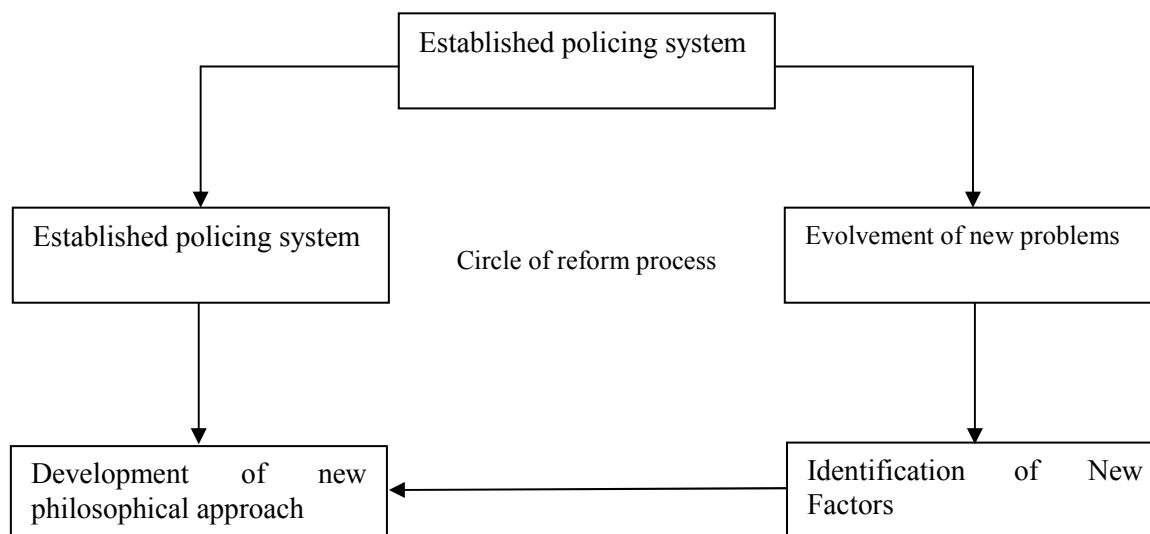 Established policing system
Established policing system
Evolvement of new problems
Circle of reform process
Development of new
philosophical approach
Identification of New
Factors